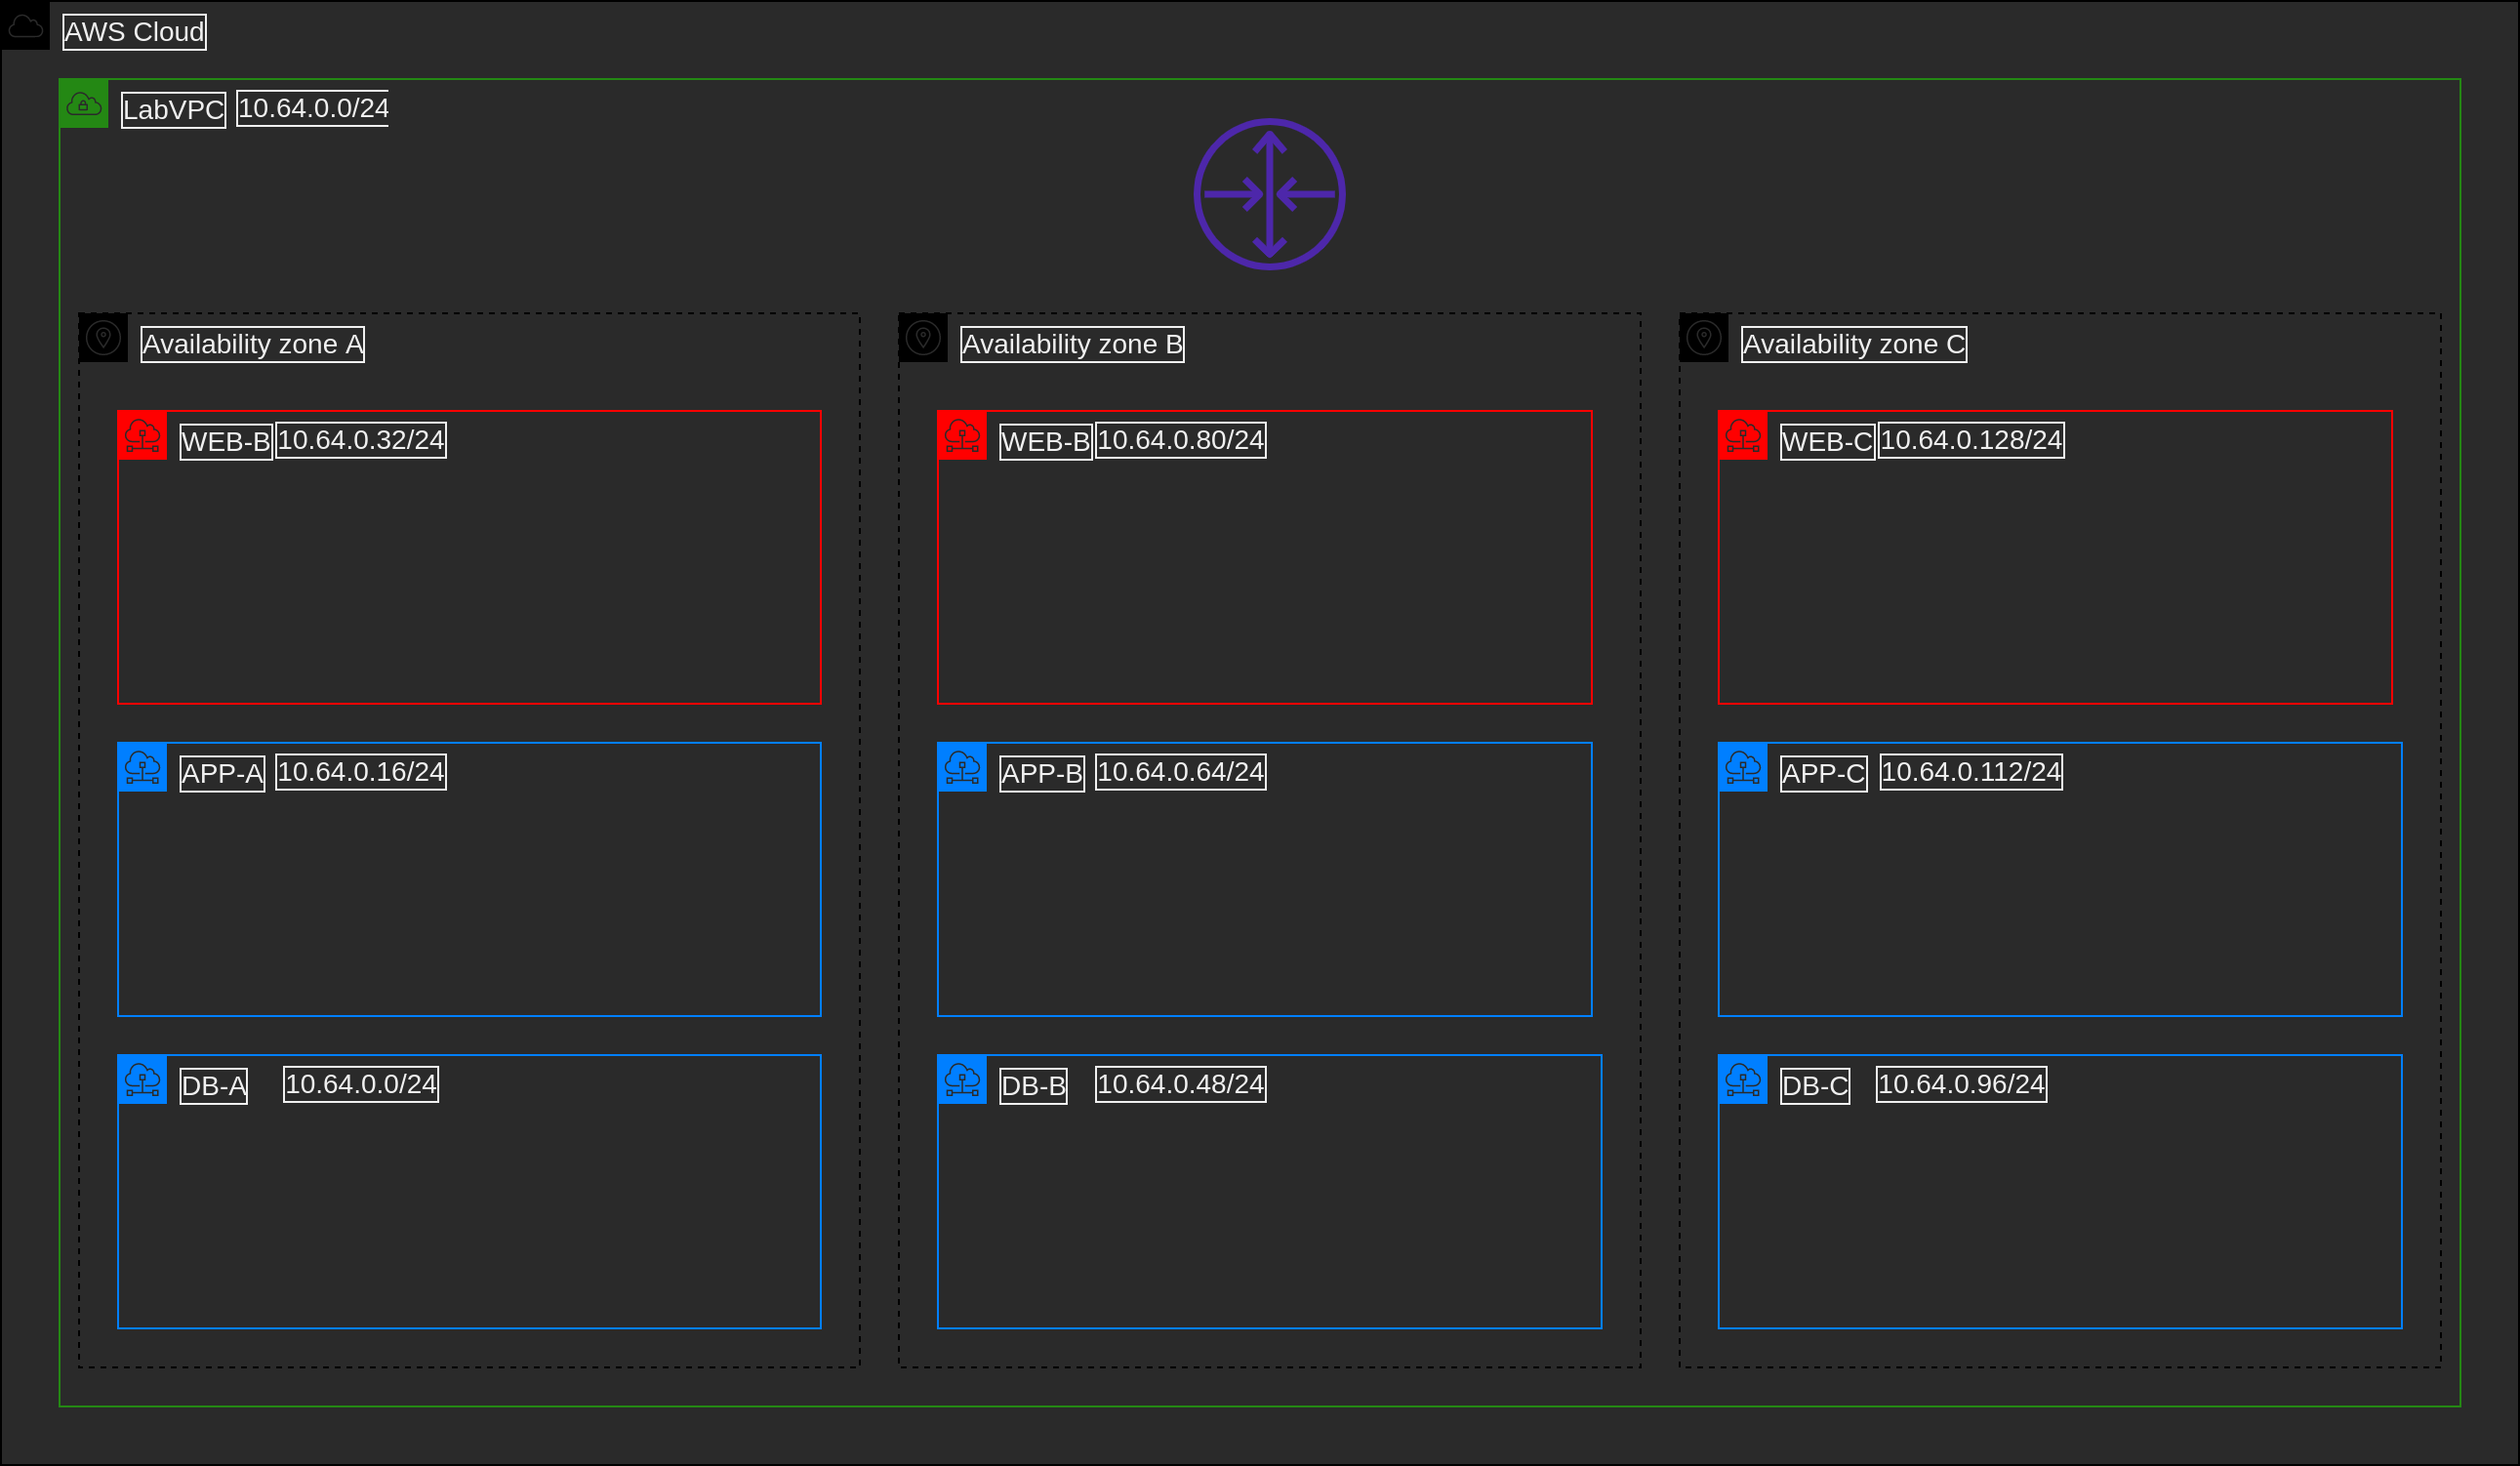 AWS Cloud
LabVPC 10.64.0.0/24
Availability zone A
Availability zone B
Availability zone C
WEB-B 10.64.0.32/24
WEB-B 10.64.0.80/24
WEB-C 10.64.0.128/24
APP-A 10.64.0.16/24
APP-B 10.64.0.64/24
APP-C 10.64.0.112/24
DB-A 10.64.0.0/24
DB-B 10.64.0.48/24
DB-C 10.64.0.96/24